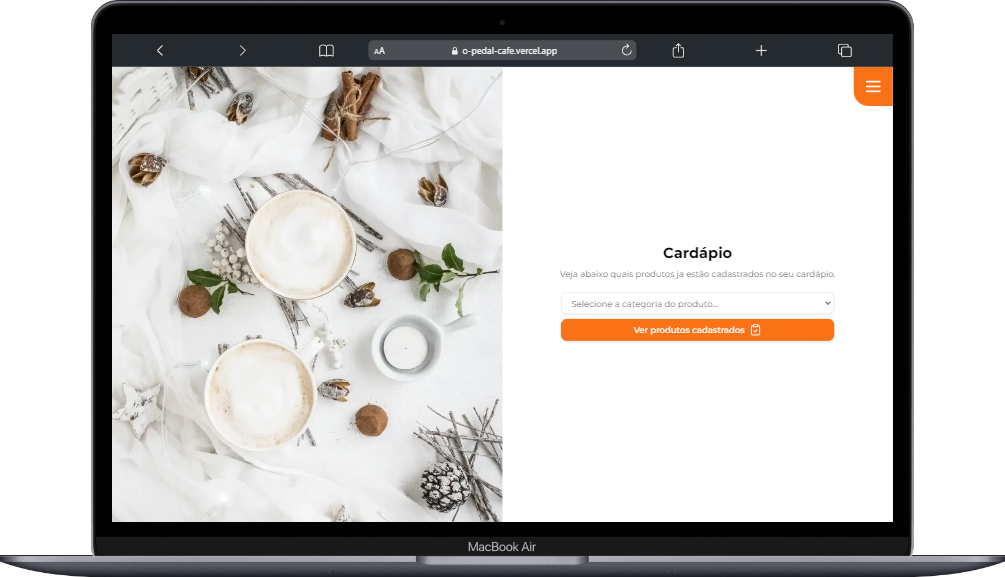 AA
o-pedal-cafe.vercel.app
Cardápio
Veja abaixo quais produtos ja estão cadastrados no seu cardápio.
Selecione a categoria do produto...
Ver produtos cadastrados
MacBook Air